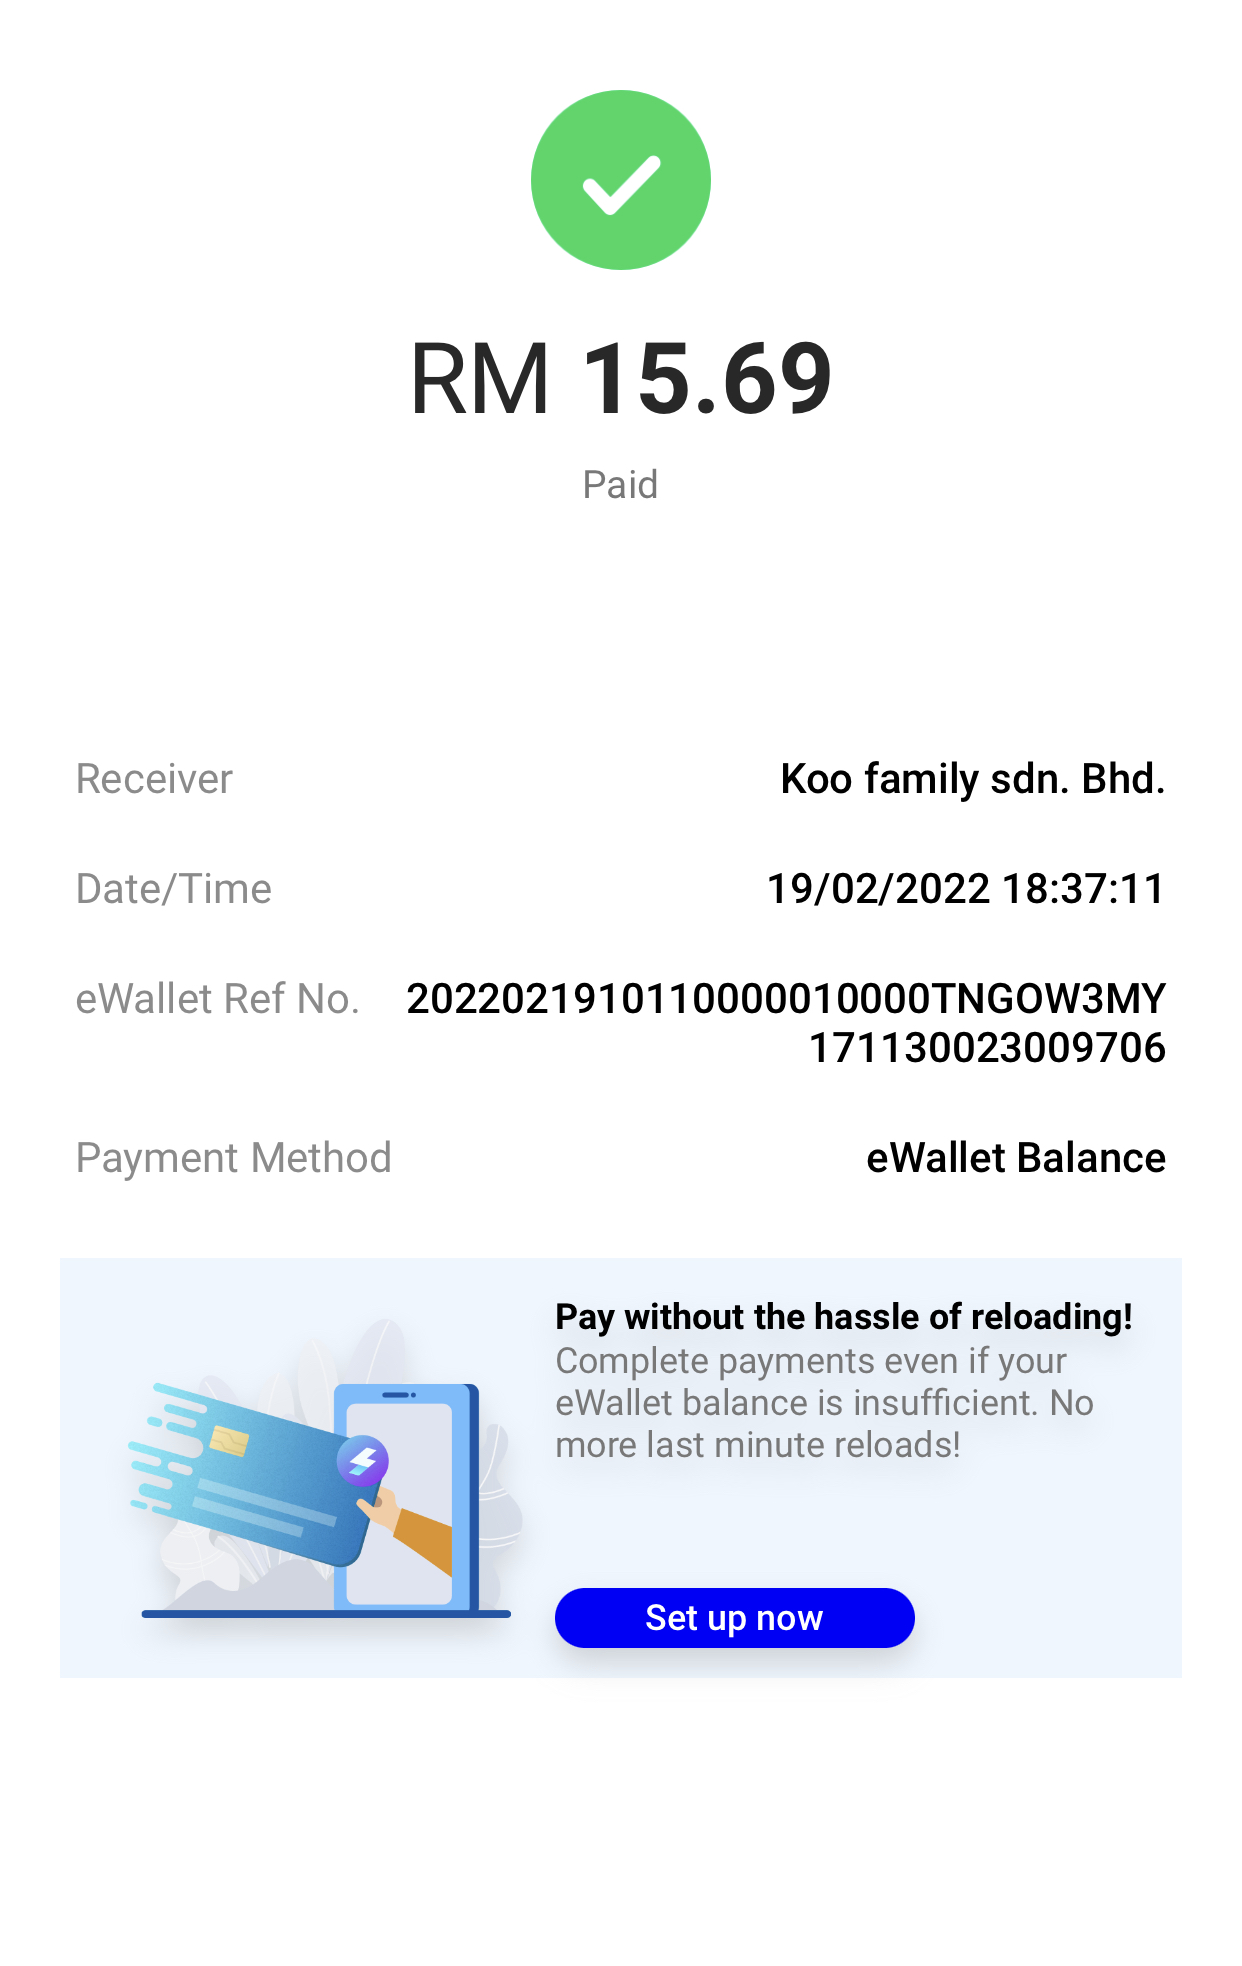 RM 15.69
Paid
Receiver Koo family sdn. Bhd.
Date/Time 19/02/2022 18:37:11
eWallet Ref No. 20220219101110000010000TNGOW3MY
171130023009706
Payment Method eWallet Balance
Pay without the hassle of reloading!
Complete payments even if your
eWallet balance is insufficient. No
more last minute reloads!
Set up now